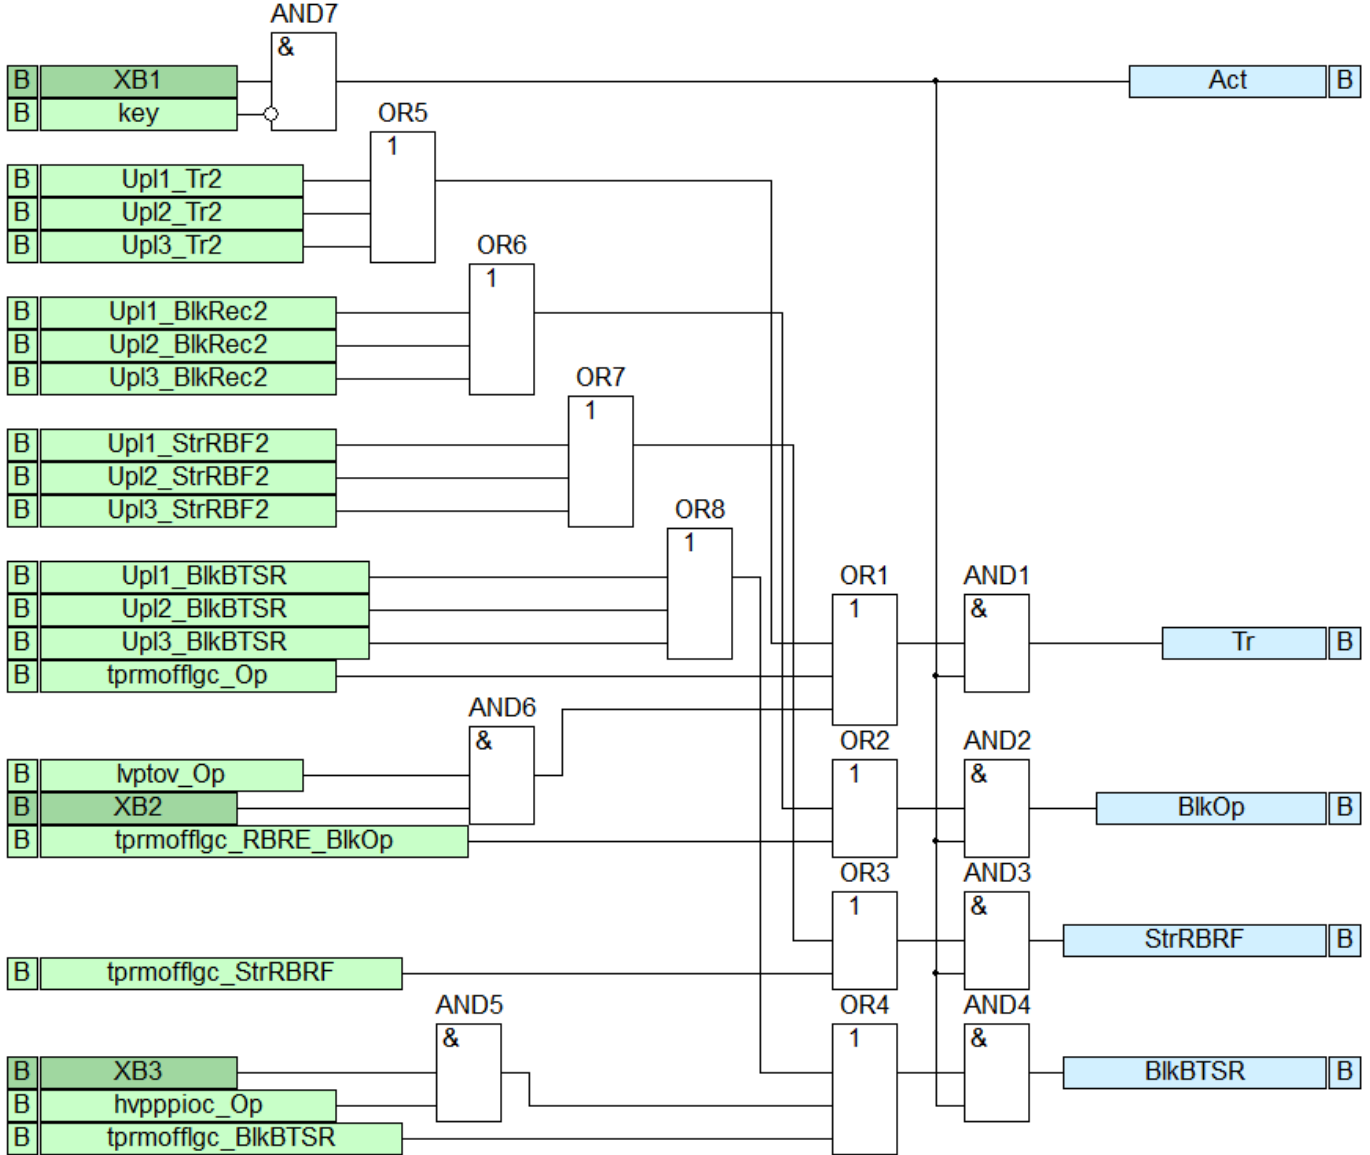 AND7
&
B XB1 Act B
B key
OR5
1
B Upl1_Tr2
B Upl2_Tr2
B Upl3_Tr2
OR6
1
B Upl1_BlkRec2
B Upl2_BlkRec2
B Upl3_BlkRec2
OR7
1
B Upl1_StrRBF2
B Upl2_StrRBF2
B Upl3_StrRBF2
OR8
1
B Upl1_BlkBTSR
OR1 AND1
1 &
B Upl2_BlkBTSR
B Upl3_BlkBTSR Tr B
B tprmofflgc_Op
AND6
&
OR2 AND2
1 &
B lvptov_Op
B XB2 BlkOp B
B tprmofflgc_RBRE_BlkOp
OR3 AND3
1 &
StrRBRF B
B tprmofflgc_StrRBRF
AND5 OR4 AND4
& 1 &
B XB3 BlkBTSR B
B hvpppioc_Op
B tprmofflgc_BlkBTSR